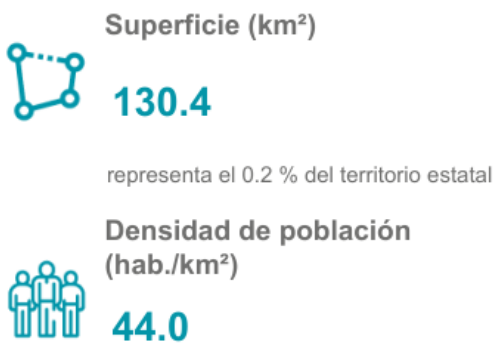 Superficie (km²)
130.4
representa el 0.2 % del territorio estatal
Densidad de población
(hab./km²)
44.0